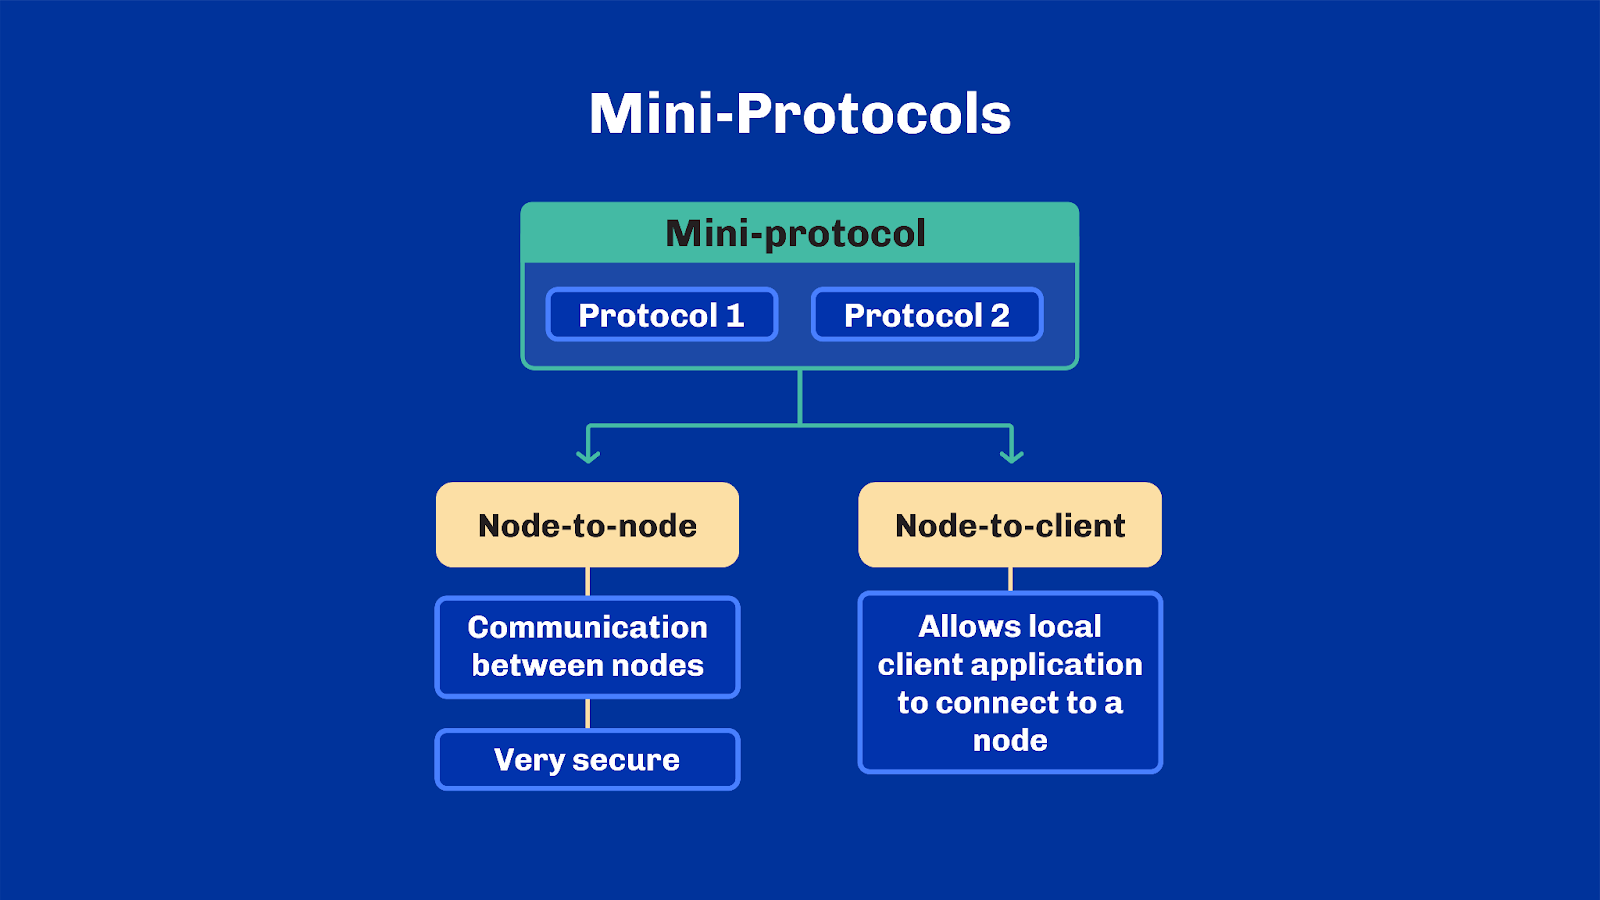 Mini-Protocols
Mini-protocol
Protocol 1
Protocol 2
Node-to-node
Communication
between nodes
Very secure
Node-to-client
Allows local
client application
to connect to a
node